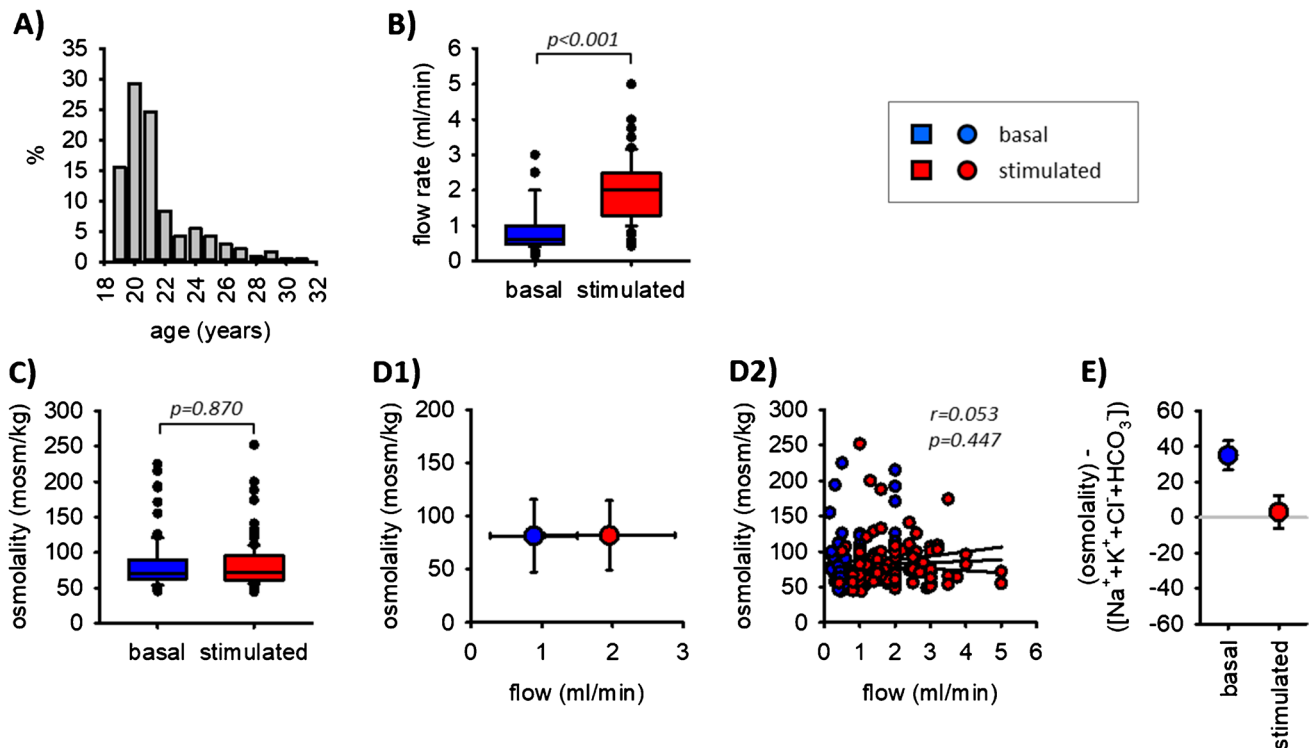 A)
35
30
25
20
15
10
5
0
%
18 20 22 24 26 28 30 32
age (years)
B)
p<0.001
6
5
4
3
2
1
0
flow rate (ml/min)
basal stimulated
basal
stimulated
C)
p=0.870
300
250
200
150
100
50
0
osmolality (mosm/kg)
basal stimulated
D1)
200
150
100
50
0
osmolality (mosm/kg)
0 1 2 3
flow (ml/min)
D2)
r=0.053
p=0.447
300
250
200
150
100
50
0
osmolality (mosm/kg)
0 1 2 3 4 5 6
flow (ml/min)
E)
60
40
20
0
-20
-40
-60
(osmolality) -
([Na⁺+K⁺+Cl⁻+HCO₃])
basal
stimulated